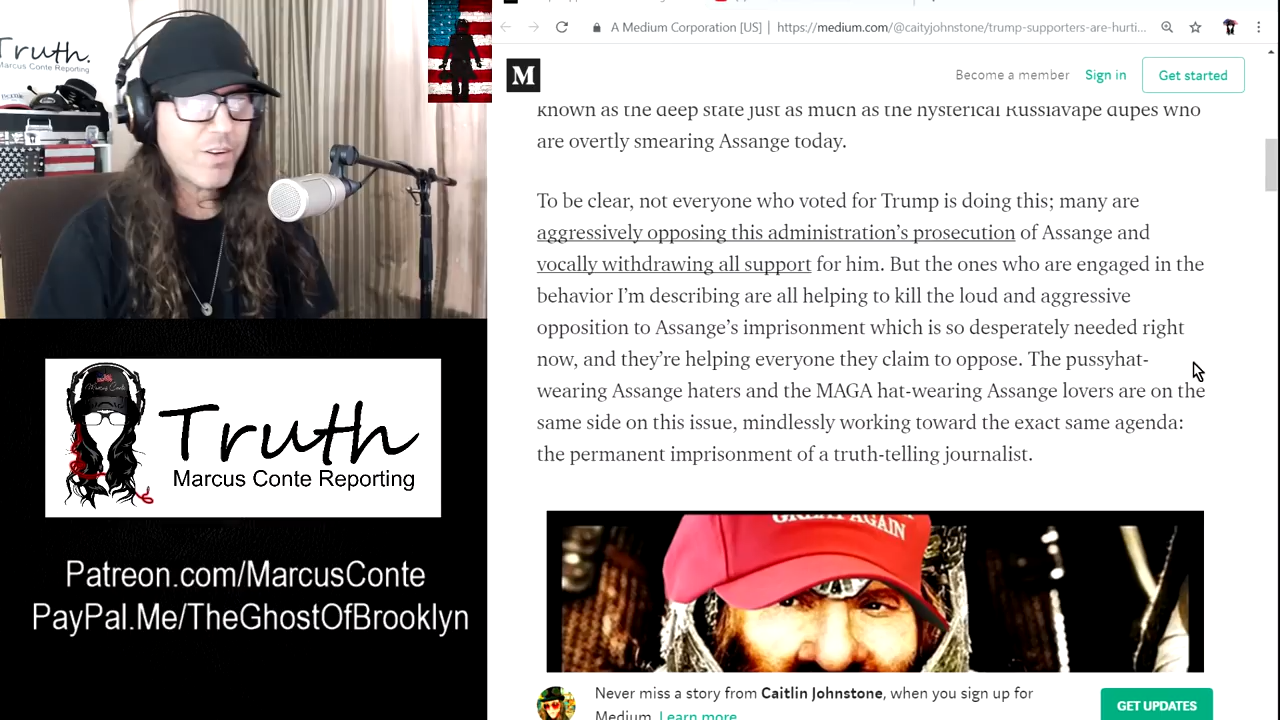 Truth.
Marcus Conte Reporting
A Medium Corporation [US] | https://medium.com/@caityjohnstone/trump-supporters-are-hurt...
M
Become a member
Sign in
Get started
known as the deep state just as much as the hysterical Russiavape dupes who
are overtly smearing Assange today.
To be clear, not everyone who voted for Trump is doing this; many are
aggressively opposing this administration's prosecution of Assange and
vocally withdrawing all support for him. But the ones who are engaged in the
behavior I'm describing are all helping to kill the loud and aggressive
opposition to Assange's imprisonment which is so desperately needed right
now, and they're helping everyone they claim to oppose. The pussyhat-
wearing Assange haters and the MAGA hat-wearing Assange lovers are on the
same side on this issue, mindlessly working toward the exact same agenda:
the permanent imprisonment of a truth-telling journalist.
GREAT AGAIN
Never miss a story from Caitlin Johnstone, when you sign up for
Medium. Learn more
GET UPDATES
Truth
Marcus Conte Reporting
Patreon.com/MarcusConte
PayPal.Me/TheGhostOfBrooklyn